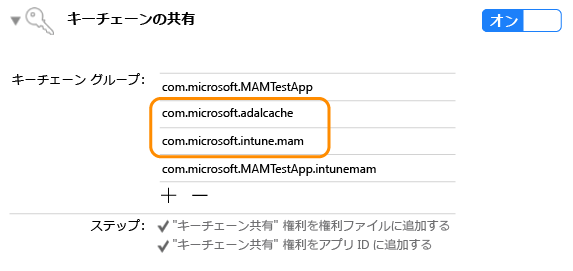 キーチェーンの共有
オン
キーチェーン グループ:
com.microsoft.MAMTestApp
com.microsoft.adalcache
com.microsoft.intune.mam
com.microsoft.MAMTestApp.intunemam
ステップ: ✓ "キーチェーン共有" 権利を権利ファイルに追加する
✓ "キーチェーン共有" 権利をアプリ ID に追加する